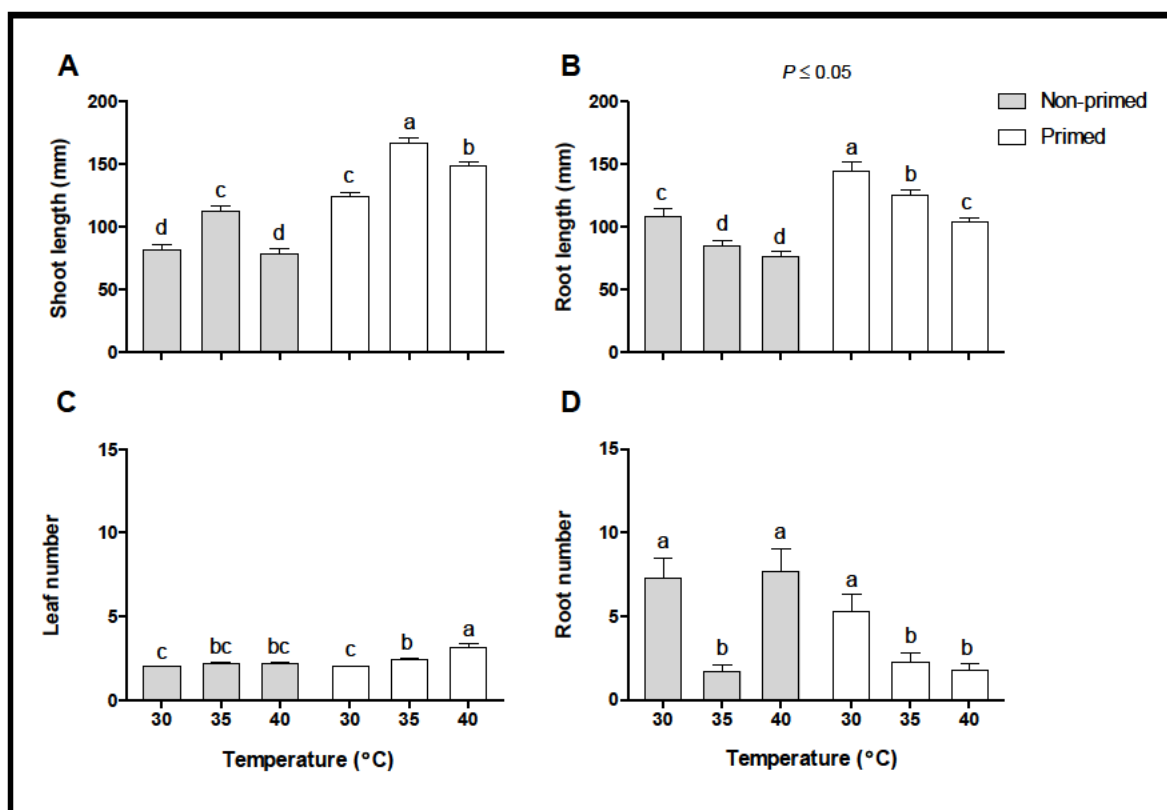 A
Shoot length (mm)
200
150
100
50
0
d
c
d
c
a
b
B
P ≤ 0.05
Root length (mm)
200
150
100
50
0
c
d
d
a
b
c
Non-primed
Primed
C
Leaf number
15
10
5
0
c
bc
bc
c
b
a
30 35 40 30 35 40
Temperature (°C)
D
Root number
15
10
5
0
a
b
a
a
b
b
30 35 40 30 35 40
Temperature (°C)